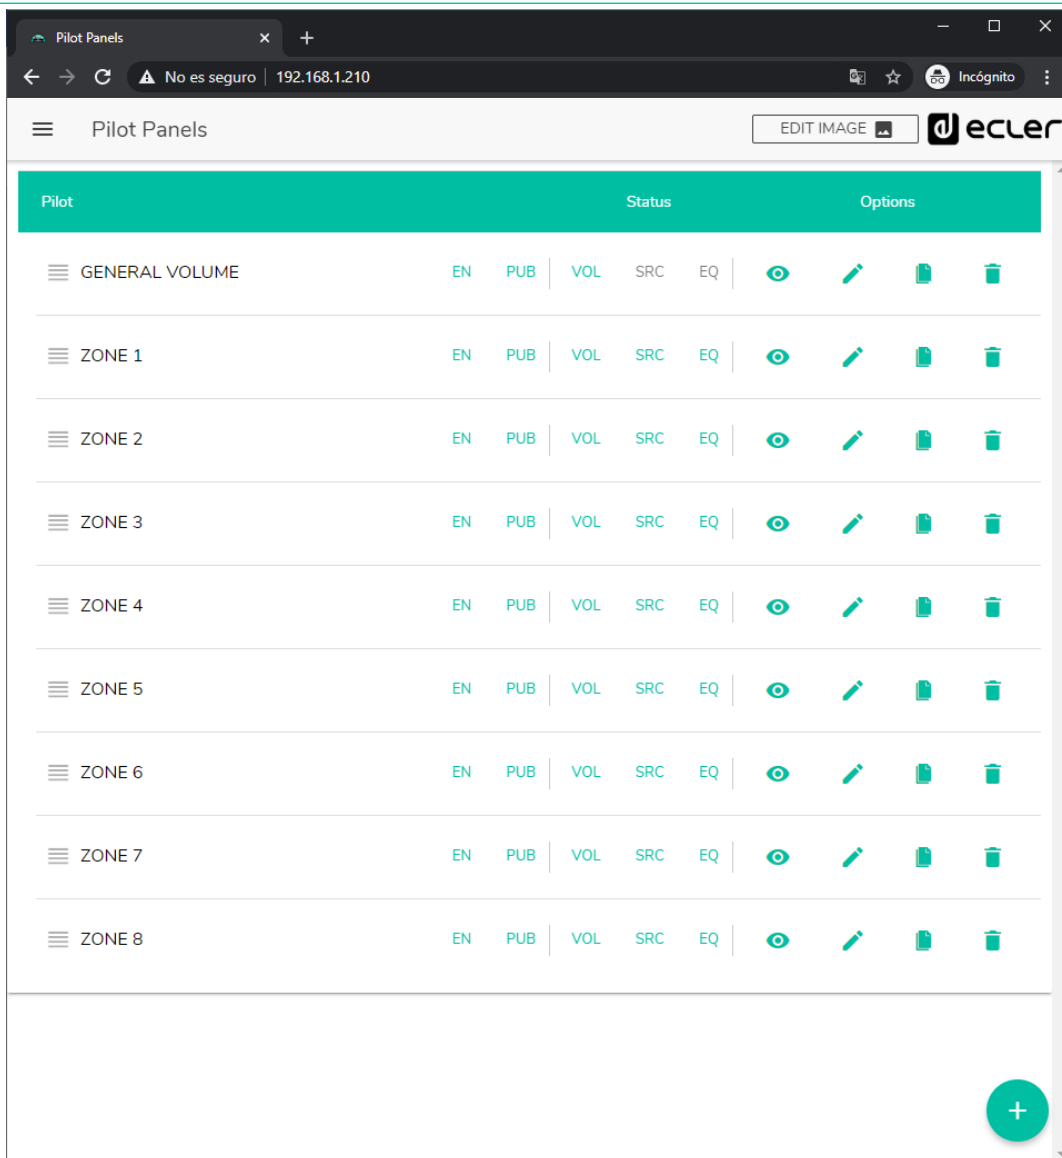 Pilot Panels
No es seguro | 192.168.1.210 Incógnito
Pilot Panels EDIT IMAGE ecler
Pilot Status Options
GENERAL VOLUME EN PUB VOL SRC EQ
ZONE 1 EN PUB VOL SRC EQ
ZONE 2 EN PUB VOL SRC EQ
ZONE 3 EN PUB VOL SRC EQ
ZONE 4 EN PUB VOL SRC EQ
ZONE 5 EN PUB VOL SRC EQ
ZONE 6 EN PUB VOL SRC EQ
ZONE 7 EN PUB VOL SRC EQ
ZONE 8 EN PUB VOL SRC EQ